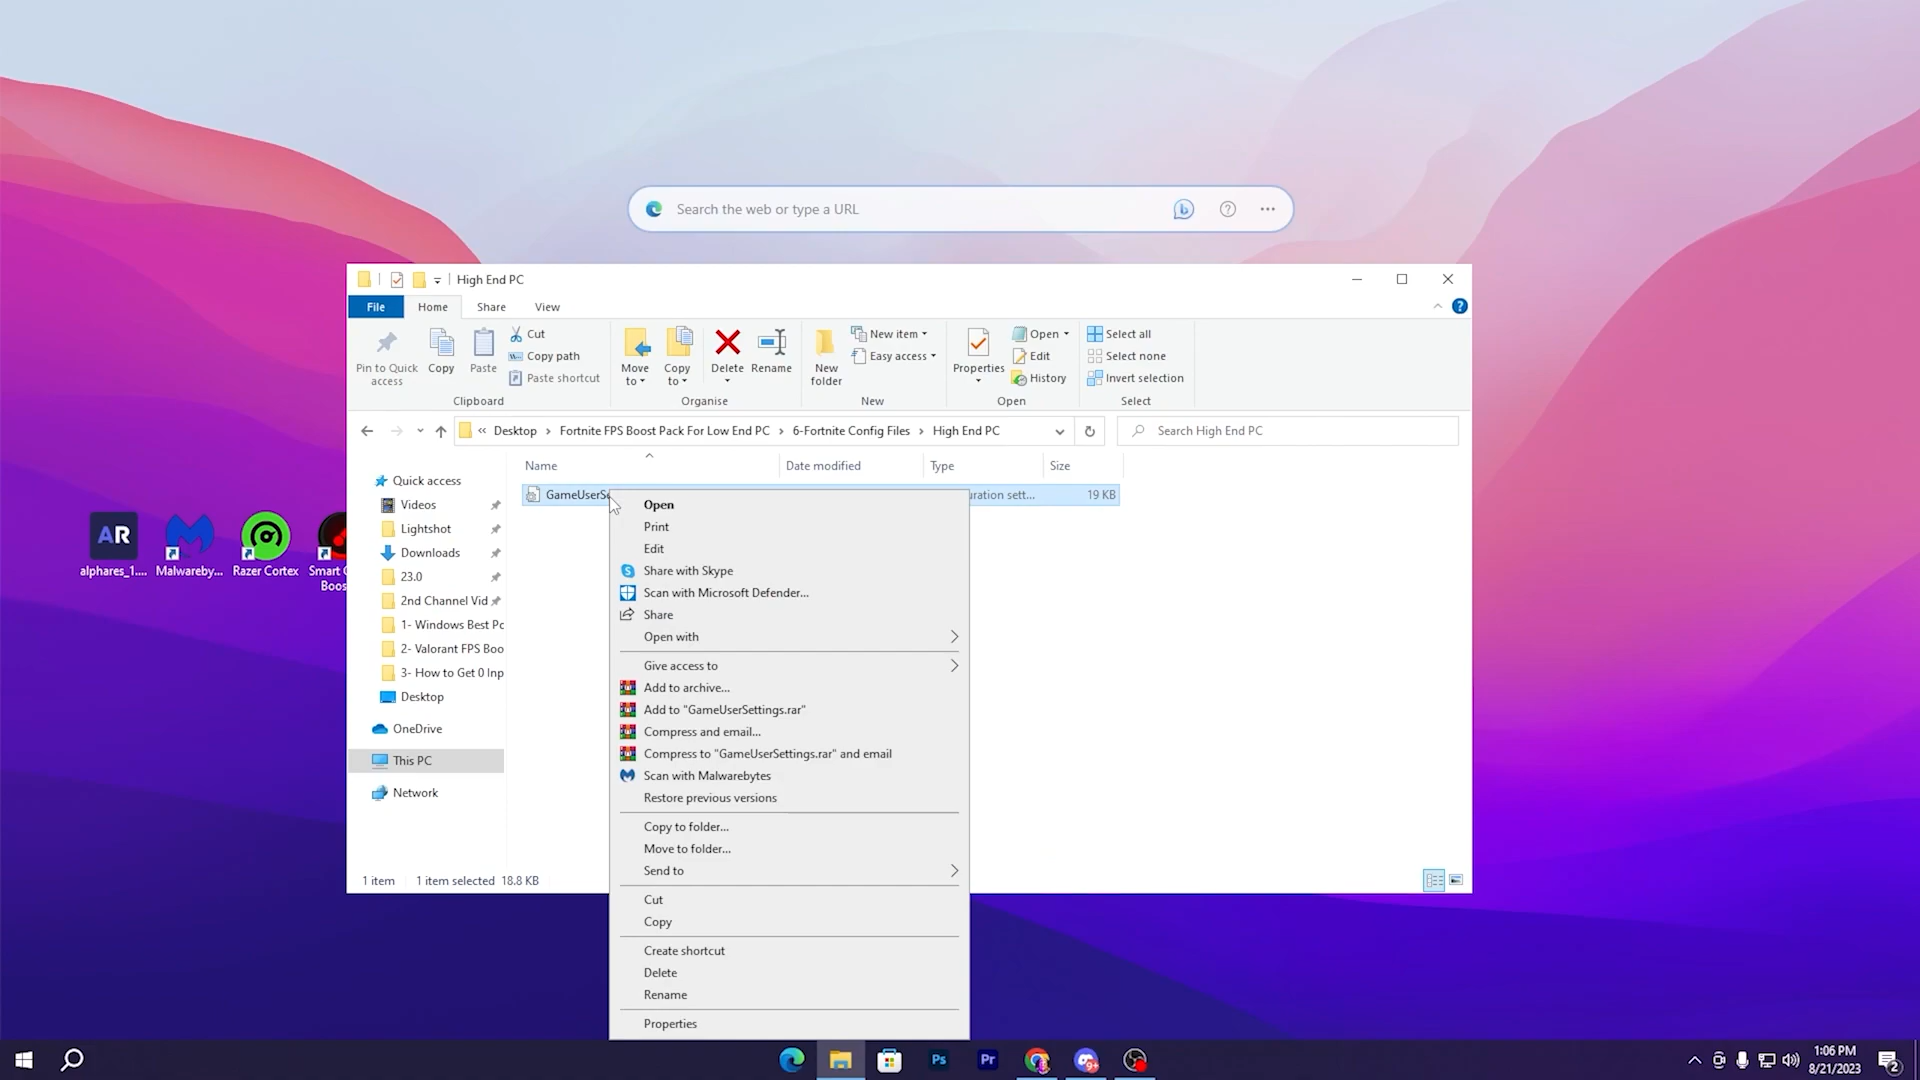 Search the web or type a URL
High End PC
File
Home
Share
View
Pin to Quick
access
Copy
Paste
Cut
Copy path
Paste shortcut
Clipboard
Move
to
Copy
to
Delete
Rename
Organise
New
folder
New item
Easy access
New
Properties
Open
Edit
History
Open
Select all
Select none
Invert selection
Select
« Desktop › Fortnite FPS Boost Pack For Low End PC › 6-Fortnite Config Files › High End PC
Search High End PC
Name
Date modified
Type
Size
Quick access
Videos
Lightshot
Downloads
23.0
2nd Channel Vid
1- Windows Best Pc
2- Valorant FPS Boo
3- How to Get 0 Inp
Desktop
OneDrive
This PC
Network
GameUserSe
uration sett...
19 KB
Open
Print
Edit
Share with Skype
Scan with Microsoft Defender...
Share
Open with
Give access to
Add to archive...
Add to "GameUserSettings.rar"
Compress and email...
Compress to "GameUserSettings.rar" and email
Scan with Malwarebytes
Restore previous versions
Copy to folder...
Move to folder...
Send to
Cut
Copy
Create shortcut
Delete
Rename
Properties
1 item
1 item selected 18.8 KB
AR
alphares_1....
Malwareby...
Razer Cortex
Smart
Boos
Ps
Pr
9+
1:06 PM
8/21/2023
2